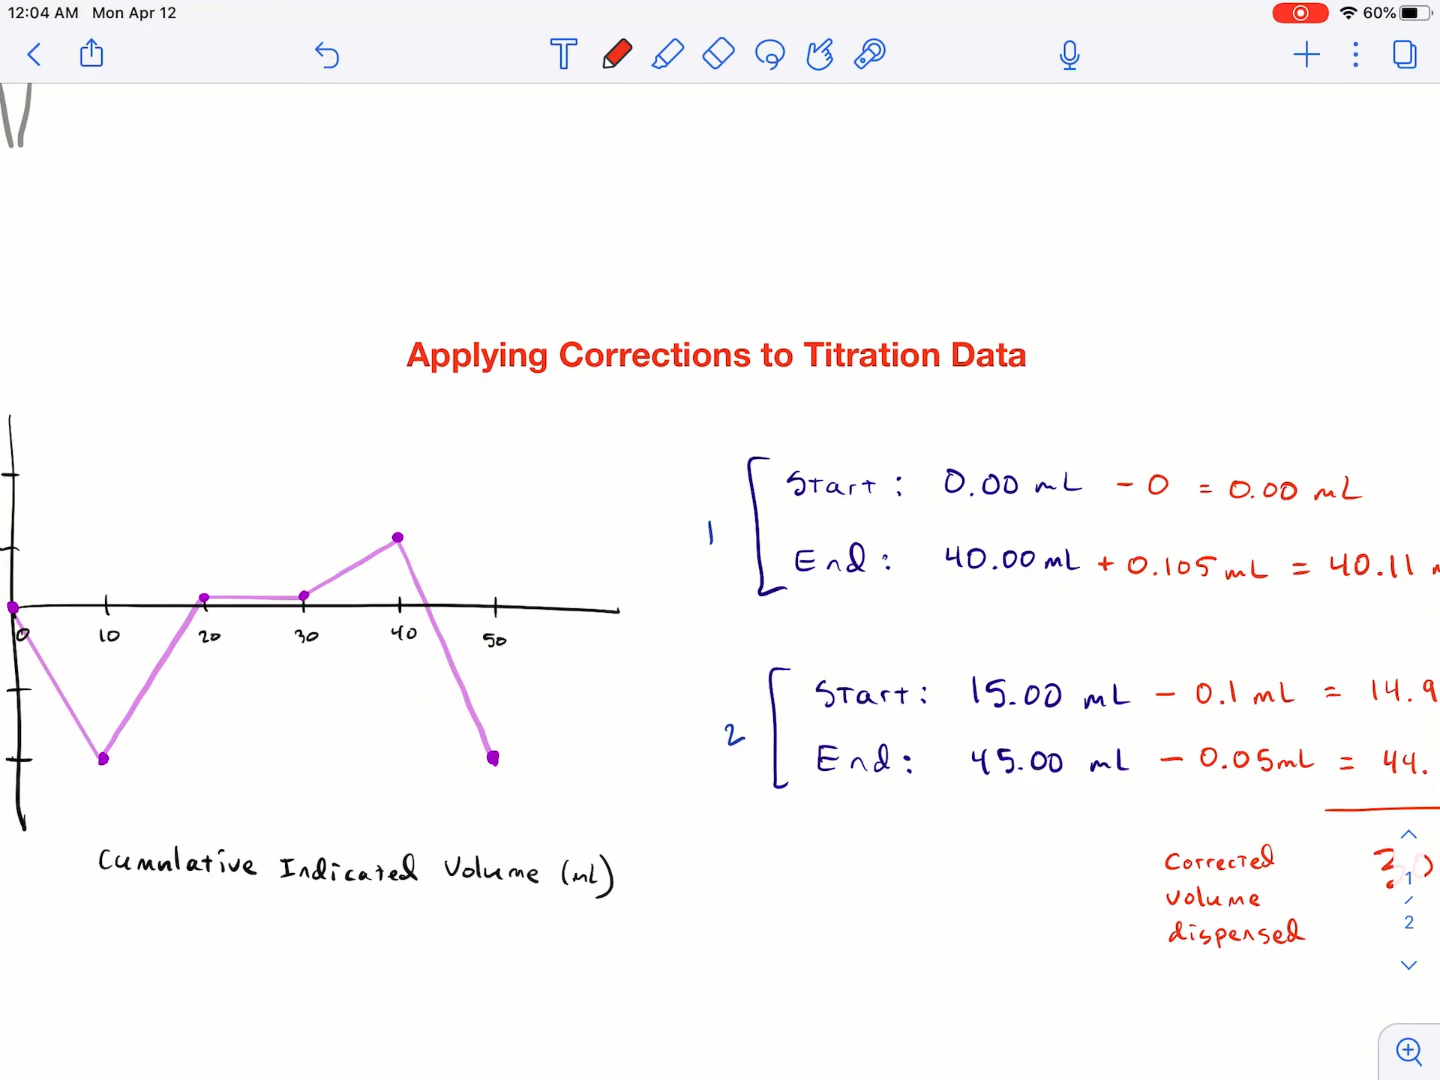 12:04 AM Mon Apr 12
60%
Applying Corrections to Titration Data
Start: 0.00 mL - 0 = 0.00 mL
1
End: 40.00 mL + 0.105 mL = 40.11
0 10 20 30 40 50
Start: 15.00 mL - 0.1 mL = 14.9
2
End: 45.00 mL - 0.05 mL = 44.
Cumulative Indicated Volume (mL)
Corrected
volume
dispensed
?
1
/
2